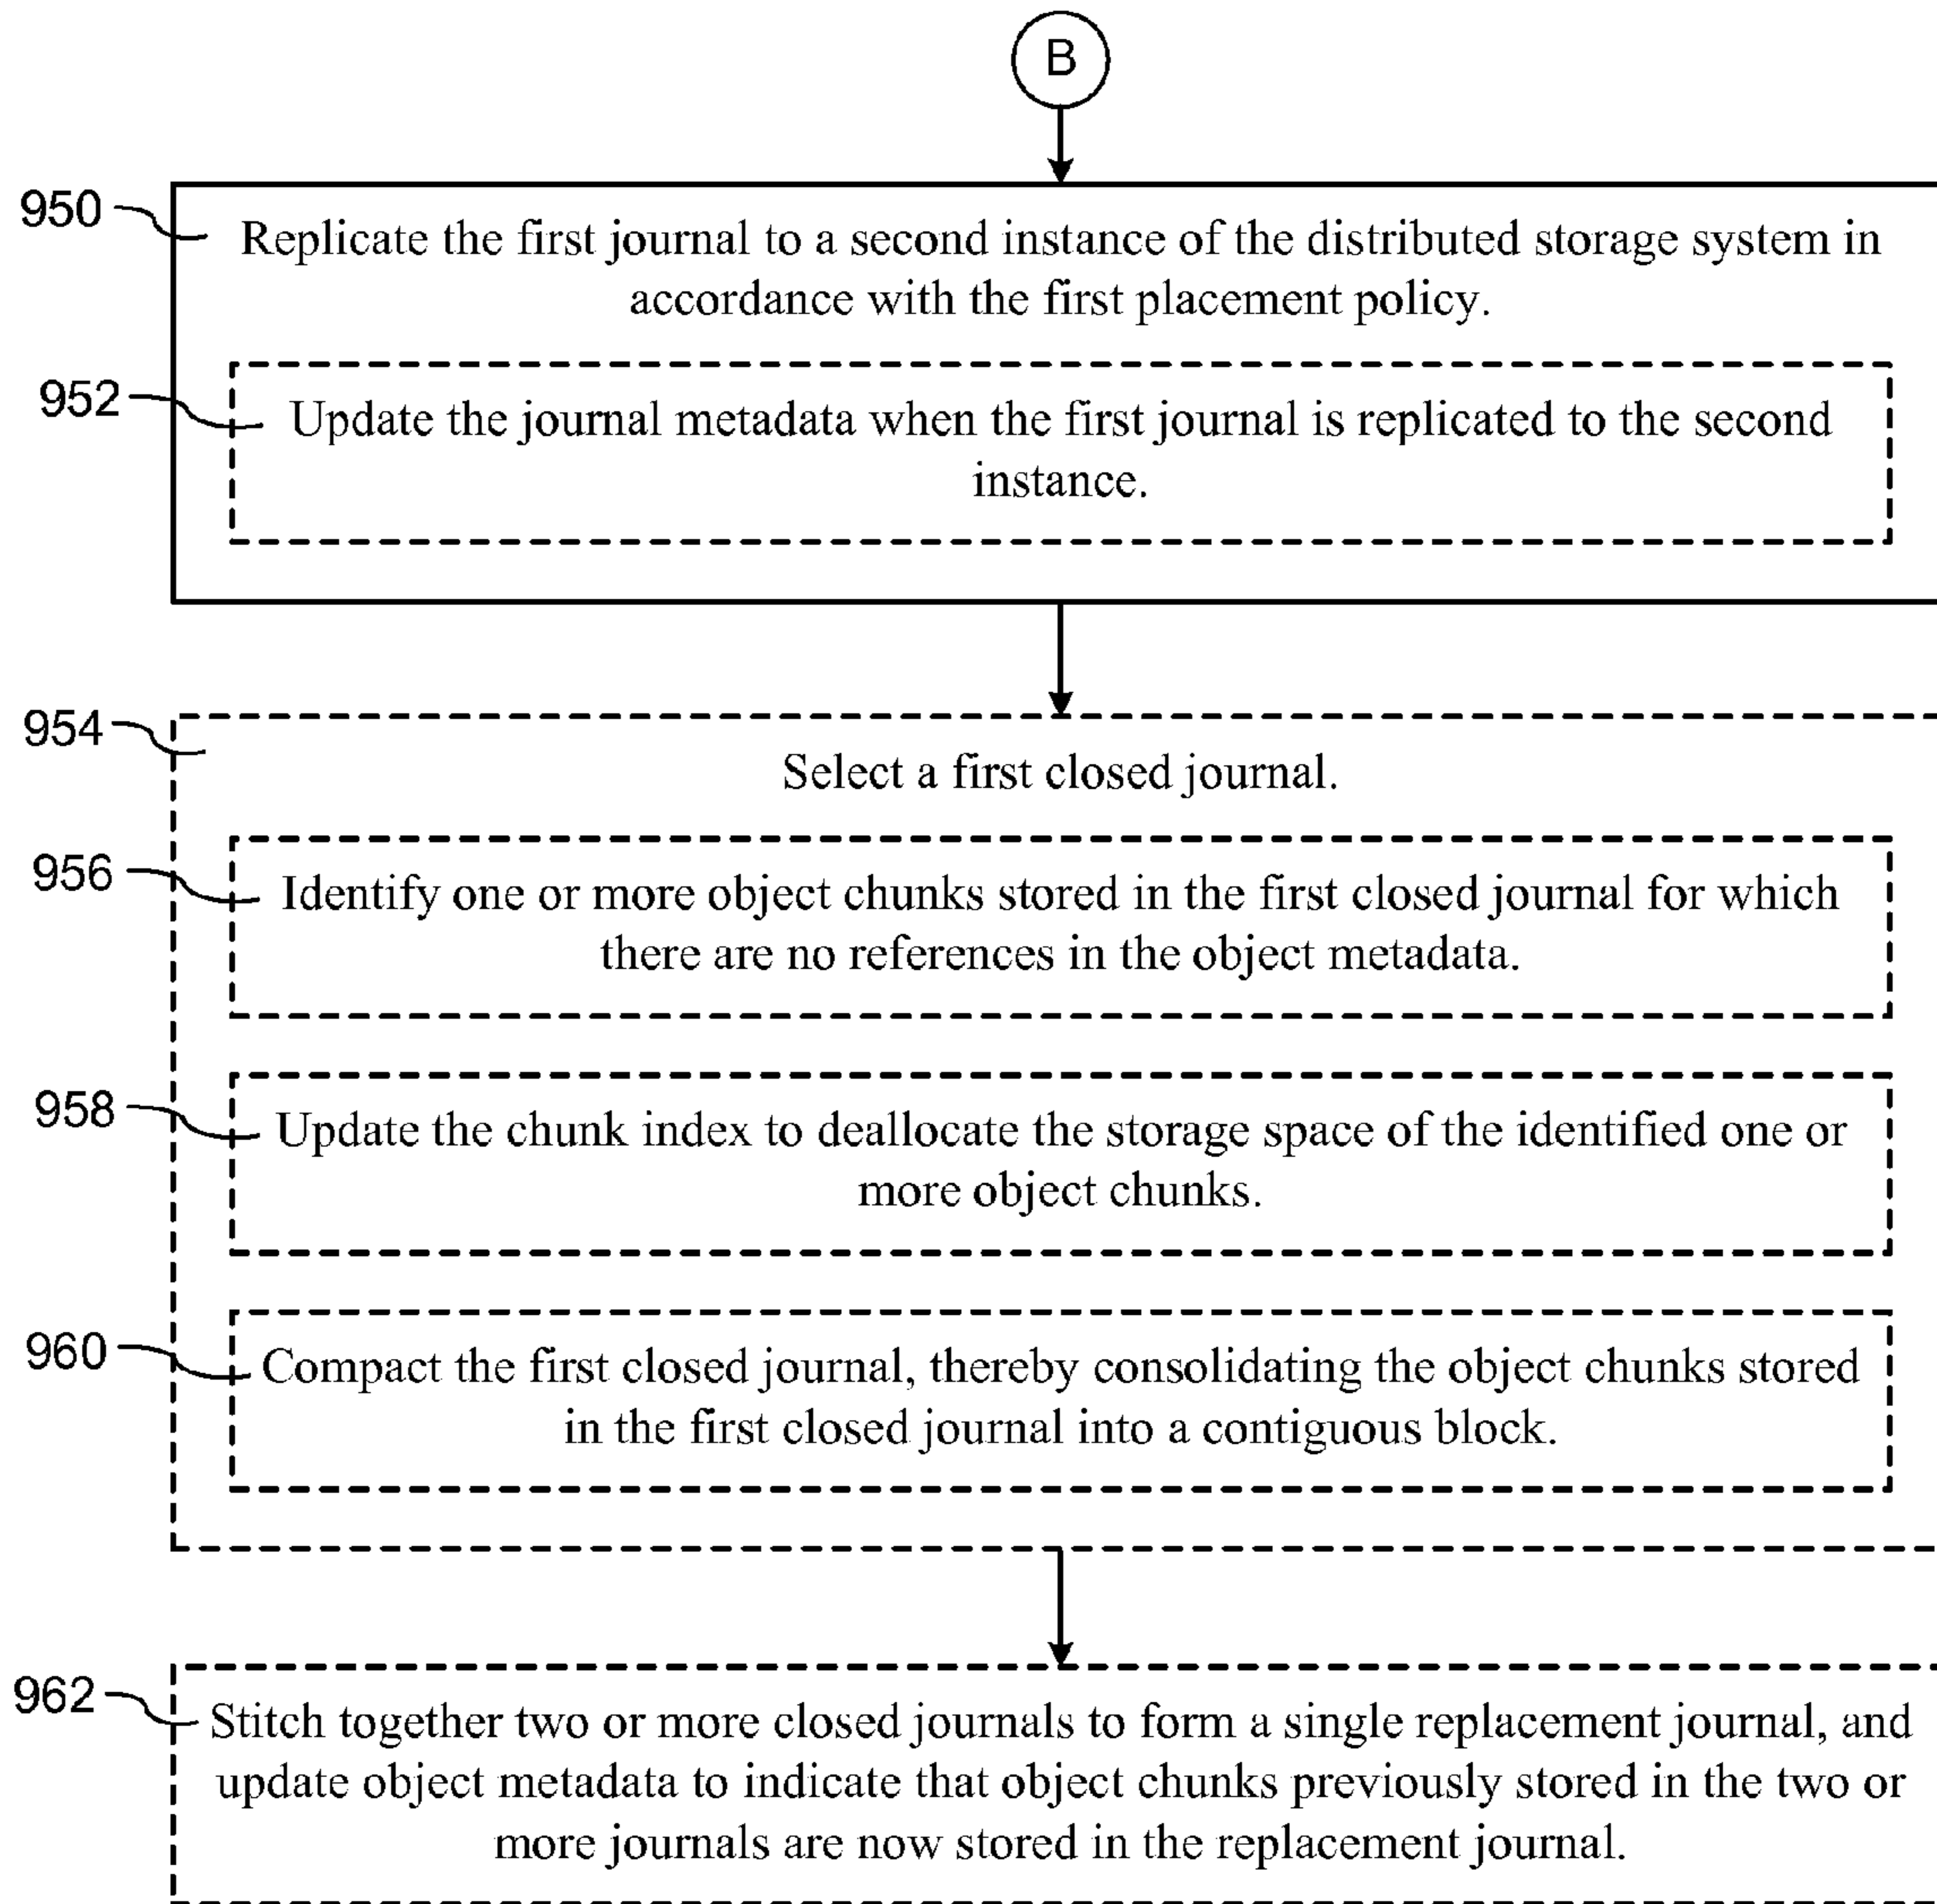 B
950
Replicate the first journal to a second instance of the distributed storage system in
accordance with the first placement policy.
952
Update the journal metadata when the first journal is replicated to the second
instance.
954
Select a first closed journal.
956
Identify one or more object chunks stored in the first closed journal for which
there are no references in the object metadata.
958
Update the chunk index to deallocate the storage space of the identified one or
more object chunks.
960
Compact the first closed journal, thereby consolidating the object chunks stored
in the first closed journal into a contiguous block.
962
Stitch together two or more closed journals to form a single replacement journal, and
update object metadata to indicate that object chunks previously stored in the two or
more journals are now stored in the replacement journal.